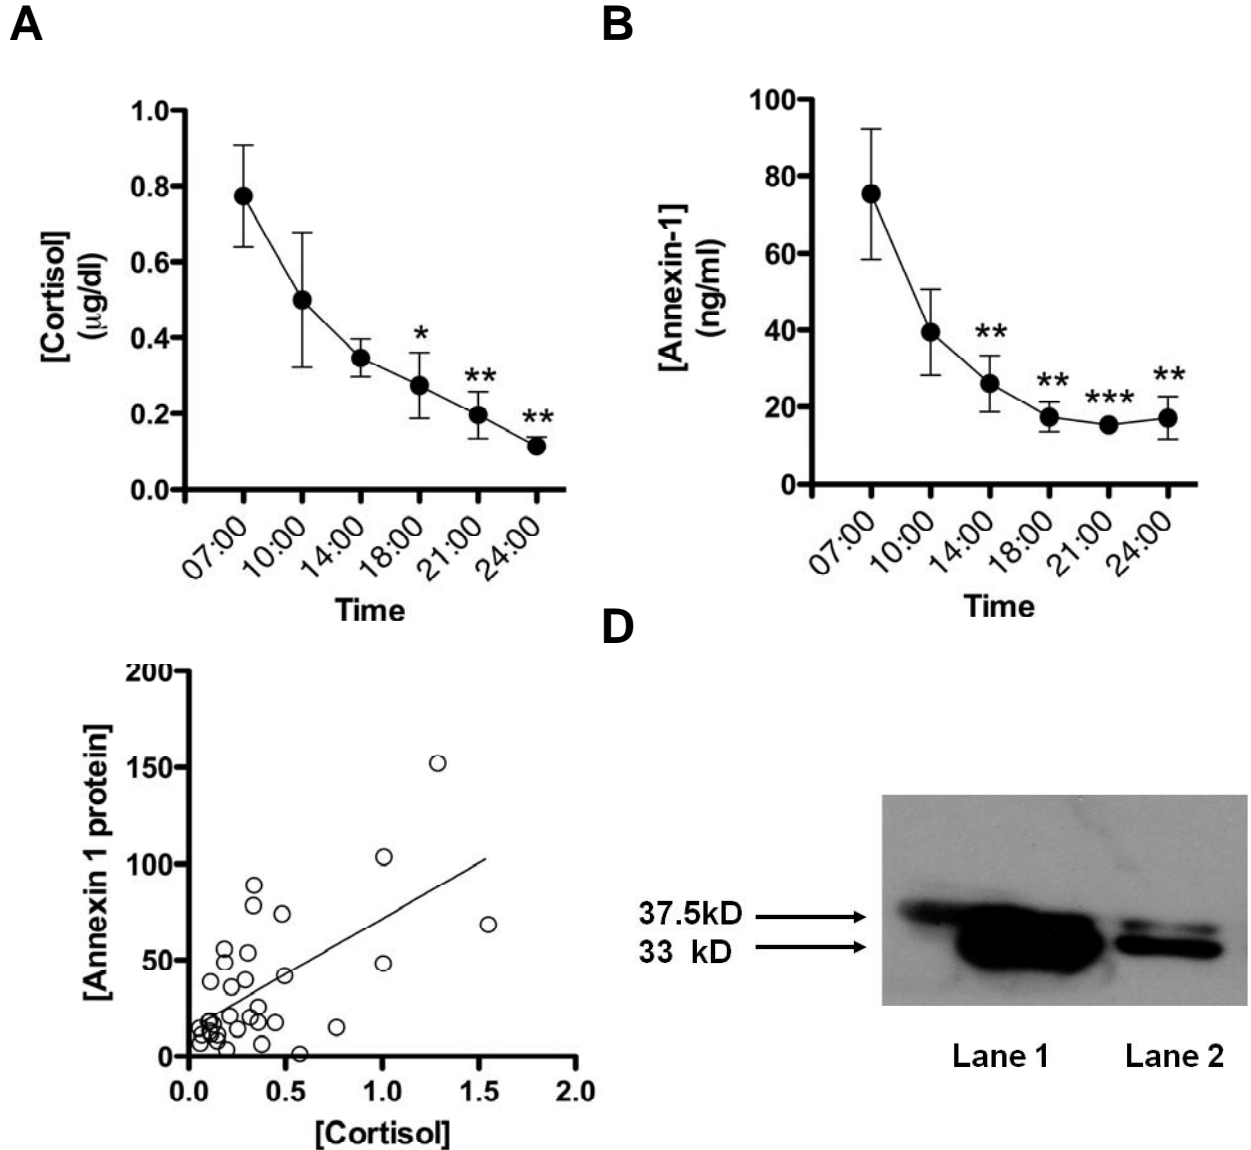 A
B
1.0
0.8
0.6
0.4
0.2
0.0
[Cortisol]
(μg/dl)
*
**
**
07:00
10:00
14:00
18:00
21:00
24:00
Time
100
80
60
40
20
0
[Annexin-1]
(ng/ml)
**
**
***
**
07:00
10:00
14:00
18:00
21:00
24:00
Time
D
200
150
100
50
0
[Annexin 1 protein]
0.0
0.5
1.0
1.5
2.0
[Cortisol]
37.5kD
33 kD
Lane 1
Lane 2